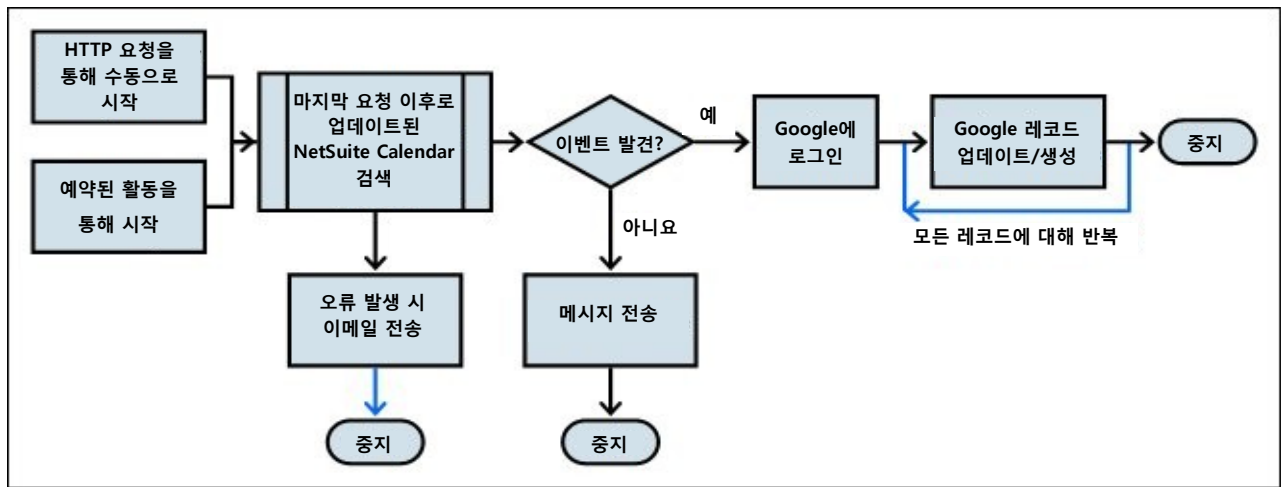 HTTP 요청을
통해 수동으로
시작
예약된 활동을
통해 시작
마지막 요청 이후로
업데이트된
NetSuite Calendar
검색
이벤트 발견?
예
아니요
Google에
로그인
Google 레코드
업데이트/생성
중지
모든 레코드에 대해 반복
오류 발생 시
이메일 전송
메시지 전송
중지
중지